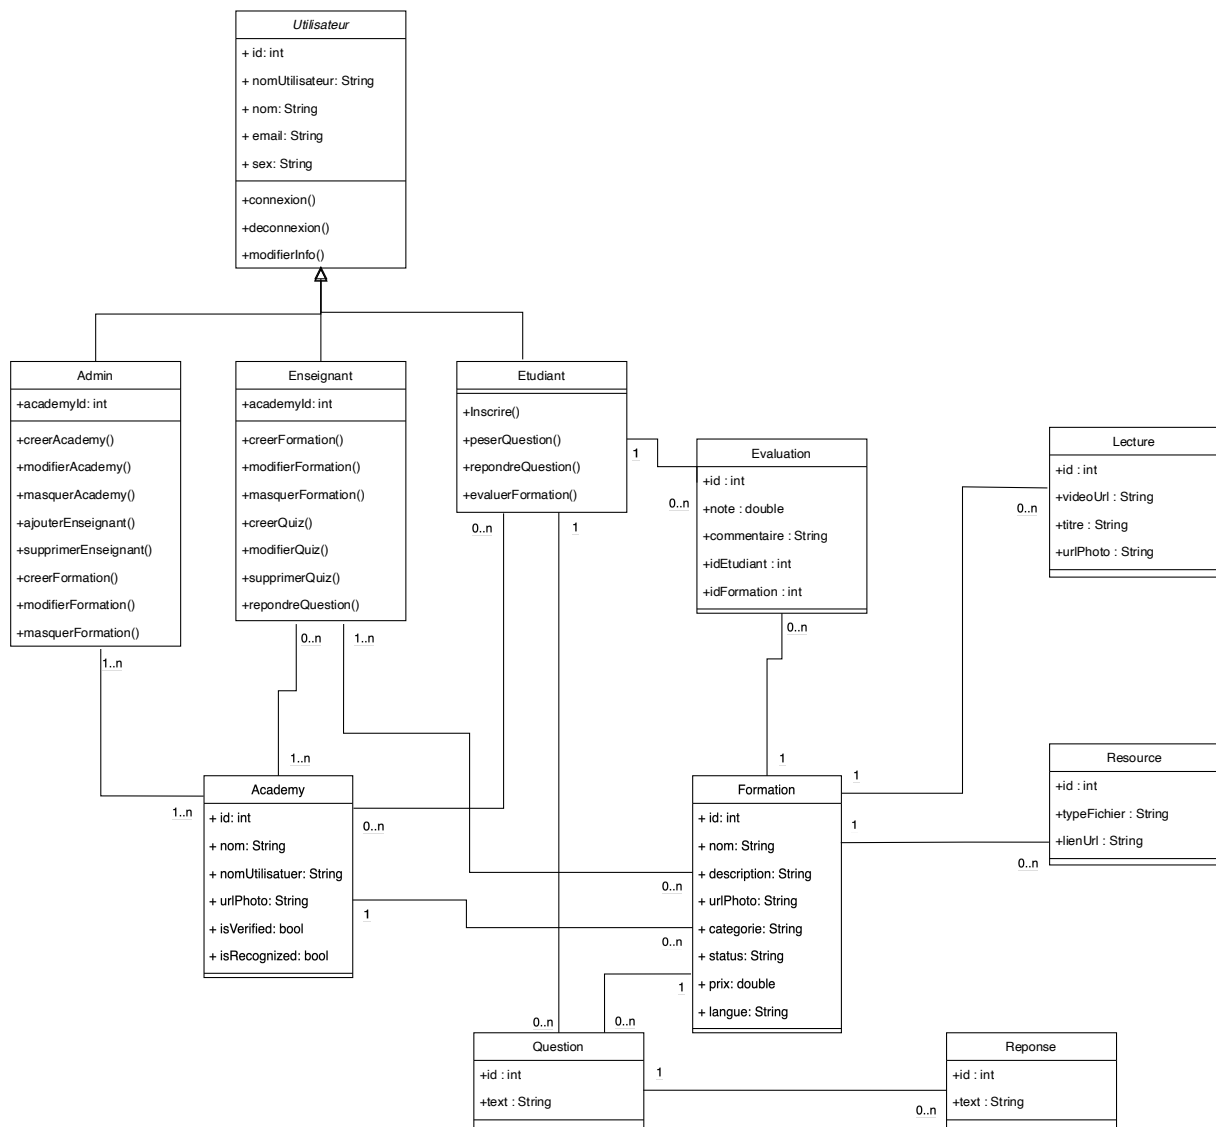 Utilisateur
+ id: int
+ nomUtilisateur: String
+ nom: String
+ email: String
+ sex: String
+connexion()
+deconnexion()
+modifierInfo()
Admin
+academyId: int
+creerAcademy()
+modifierAcademy()
+masquerAcademy()
+ajouterEnseignant()
+supprimerEnseignant()
+creerFormation()
+modifierFormation()
+masquerFormation()
Enseignant
+academyId: int
+creerFormation()
+modifierFormation()
+masquerFormation()
+creerQuiz()
+modifierQuiz()
+supprimerQuiz()
+repondreQuestion()
Etudiant
+Inscrire()
+peserQuestion()
+repondreQuestion()
+evaluerFormation()
1
0..n
Evaluation
+id : int
+note : double
+commentaire : String
+idEtudiant : int
+idFormation : int
Lecture
+id : int
+videoUrl : String
+titre : String
+urlPhoto : String
0..n
0..n
1
1..n
0..n
1..n
0..n
1..n
1
1
1..n
0..n
Academy
+ id: int
+ nom: String
+ nomUtilisatuer: String
+ urlPhoto: String
+ isVerified: bool
+ isRecognized: bool
Formation
+ id: int
+ nom: String
+ description: String
+ urlPhoto: String
+ categorie: String
+ status: String
+ prix: double
+ langue: String
Resource
+id : int
+typeFichier : String
+lienUrl : String
1
0..n
0..n
1
0..n
1
0..n
0..n
Question
+id : int
+text : String
1
0..n
Reponse
+id : int
+text : String